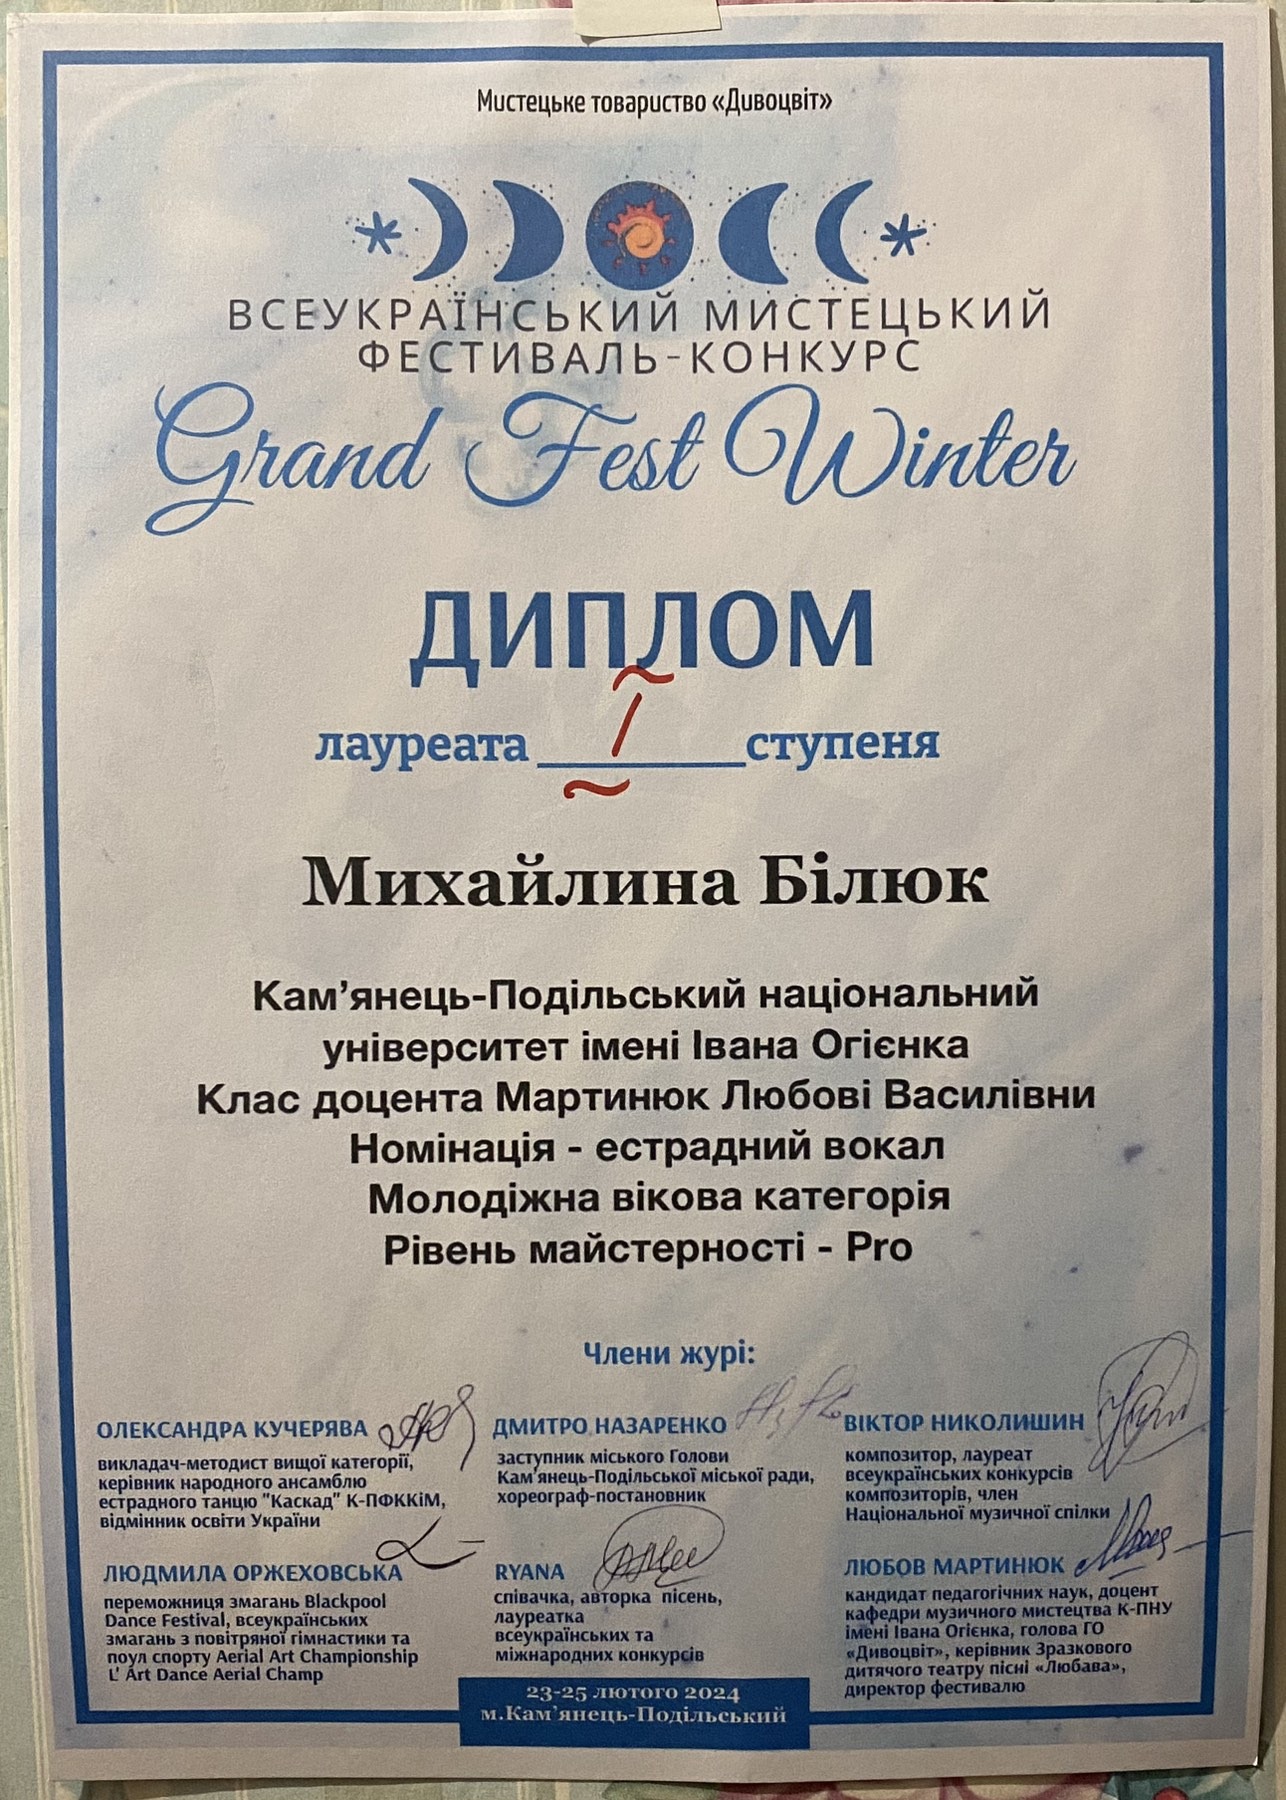 Мистецьке товариство «Дивоцвіт»
ВСЕУКРАЇНСЬКИЙ МИСТЕЦЬКИЙ
ФЕСТИВАЛЬ-КОНКУРС
Grand Fest Winter
ДИПЛОМ
лауреата I ступеня
Михайлина Білюк
Кам’янець-Подільський національний
університет імені Івана Огієнка
Клас доцента Мартинюк Любові Василівни
Номінація - естрадний вокал
Молодіжна вікова категорія
Рівень майстерності - Pro
Члени журі:
ОЛЕКСАНДРА КУЧЕРЯВА
викладач-методист вищої категорії,
керівник народного ансамблю
естрадного танцю "Каскад" К-ПФККіМ,
відмінник освіти України
ДМИТРО НАЗАРЕНКО
заступник міського Голови
Кам'янець-Подільської міської ради,
хореограф-постановник
ВІКТОР НИКОЛИШИН
композитор, лауреат
всеукраїнських конкурсів
композиторів, член
Національної музичної спілки
ЛЮДМИЛА ОРЖЕХОВСЬКА
переможниця змагань Blackpool
Dance Festival, всеукраїнських
змагань з повітряної гімнастики та
поул спорту Aerial Art Championship
L' Art Dance Aerial Champ
RYANA
співачка, авторка пісень,
лауреатка
всеукраїнських та
міжнародних конкурсів
ЛЮБОВ МАРТИНЮК
кандидат педагогічних наук, доцент
кафедри музичного мистецтва К-ПНУ
імені Івана Огієнка, голова ГО
«Дивоцвіт», керівник Зразкового
дитячого театру пісні «Любава»,
директор фестивалю
23-25 лютого 2024
м.Кам'янець-Подільський